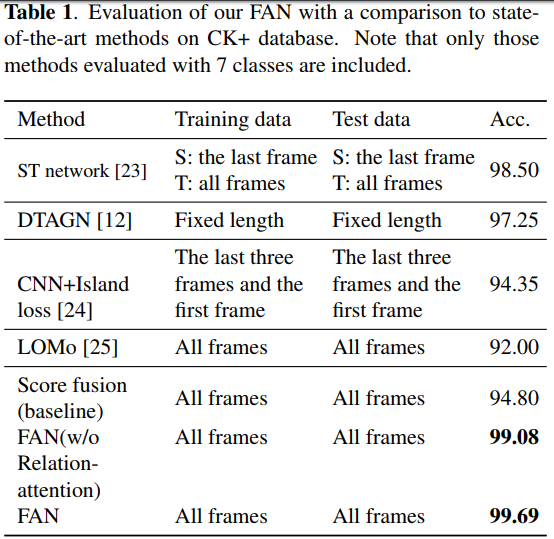 Table 1. Evaluation of our FAN with a comparison to state-
of-the-art methods on CK+ database. Note that only those
methods evaluated with 7 classes are included.
Method Training data Test data Acc.
ST network [23] S: the last frame T: all frames S: the last frame T: all frames 98.50
DTAGN [12] Fixed length Fixed length 97.25
CNN+Island loss [24] The last three frames and the first frame The last three frames and the first frame 94.35
LOMo [25] All frames All frames 92.00
Score fusion (baseline) All frames All frames 94.80
FAN(w/o Relation-attention) All frames All frames 99.08
FAN All frames All frames 99.69